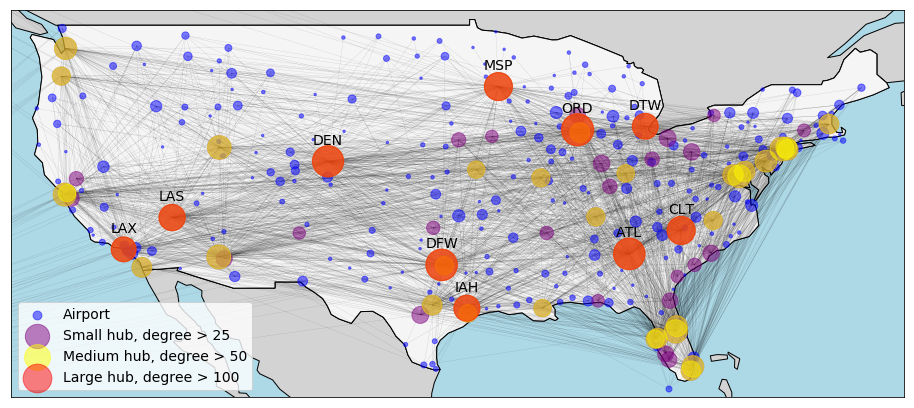 MSP
ORD
DTW
DEN
LAS
CLT
LAX
ATL
DFW
IAH
Airport
Small hub, degree > 25
Medium hub, degree > 50
Large hub, degree > 100